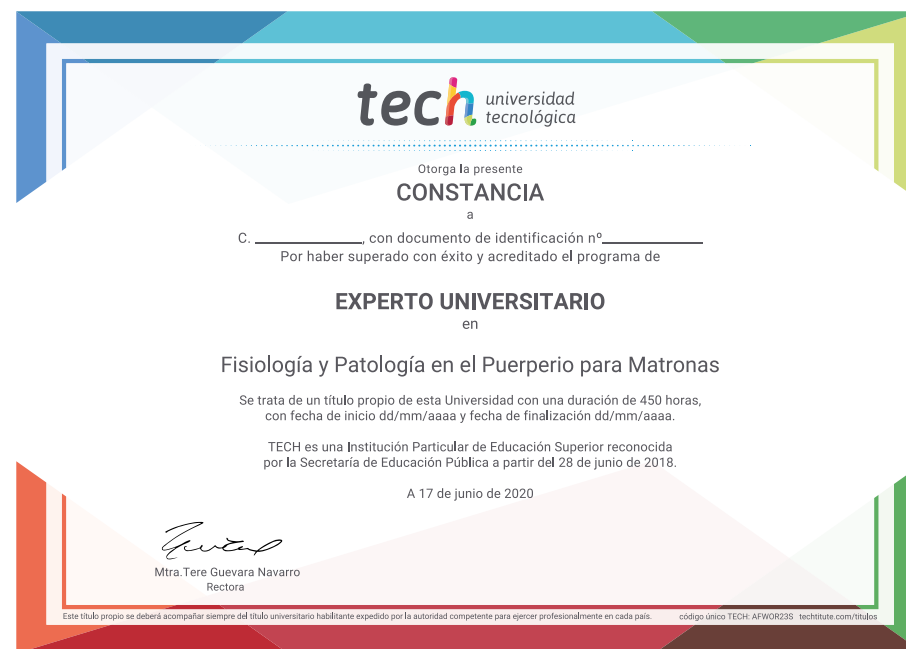 tech universidad
tecnológica
Otorga la presente
CONSTANCIA
a
C. ____________, con documento de identificación nº____________
Por haber superado con éxito y acreditado el programa de
EXPERTO UNIVERSITARIO
en
Fisiología y Patología en el Puerperio para Matronas
Se trata de un título propio de esta Universidad con una duración de 450 horas,
con fecha de inicio dd/mm/aaaa y fecha de finalización dd/mm/aaaa.
TECH es una Institución Particular de Educación Superior reconocida
por la Secretaría de Educación Pública a partir del 28 de junio de 2018.
A 17 de junio de 2020
Mtra.Tere Guevara Navarro
Rectora
Este título propio se deberá acompañar siempre del título universitario habilitante expedido por la autoridad competente para ejercer profesionalmente en cada país. código único TECH: AFWOR23S techtitute.com/titulos